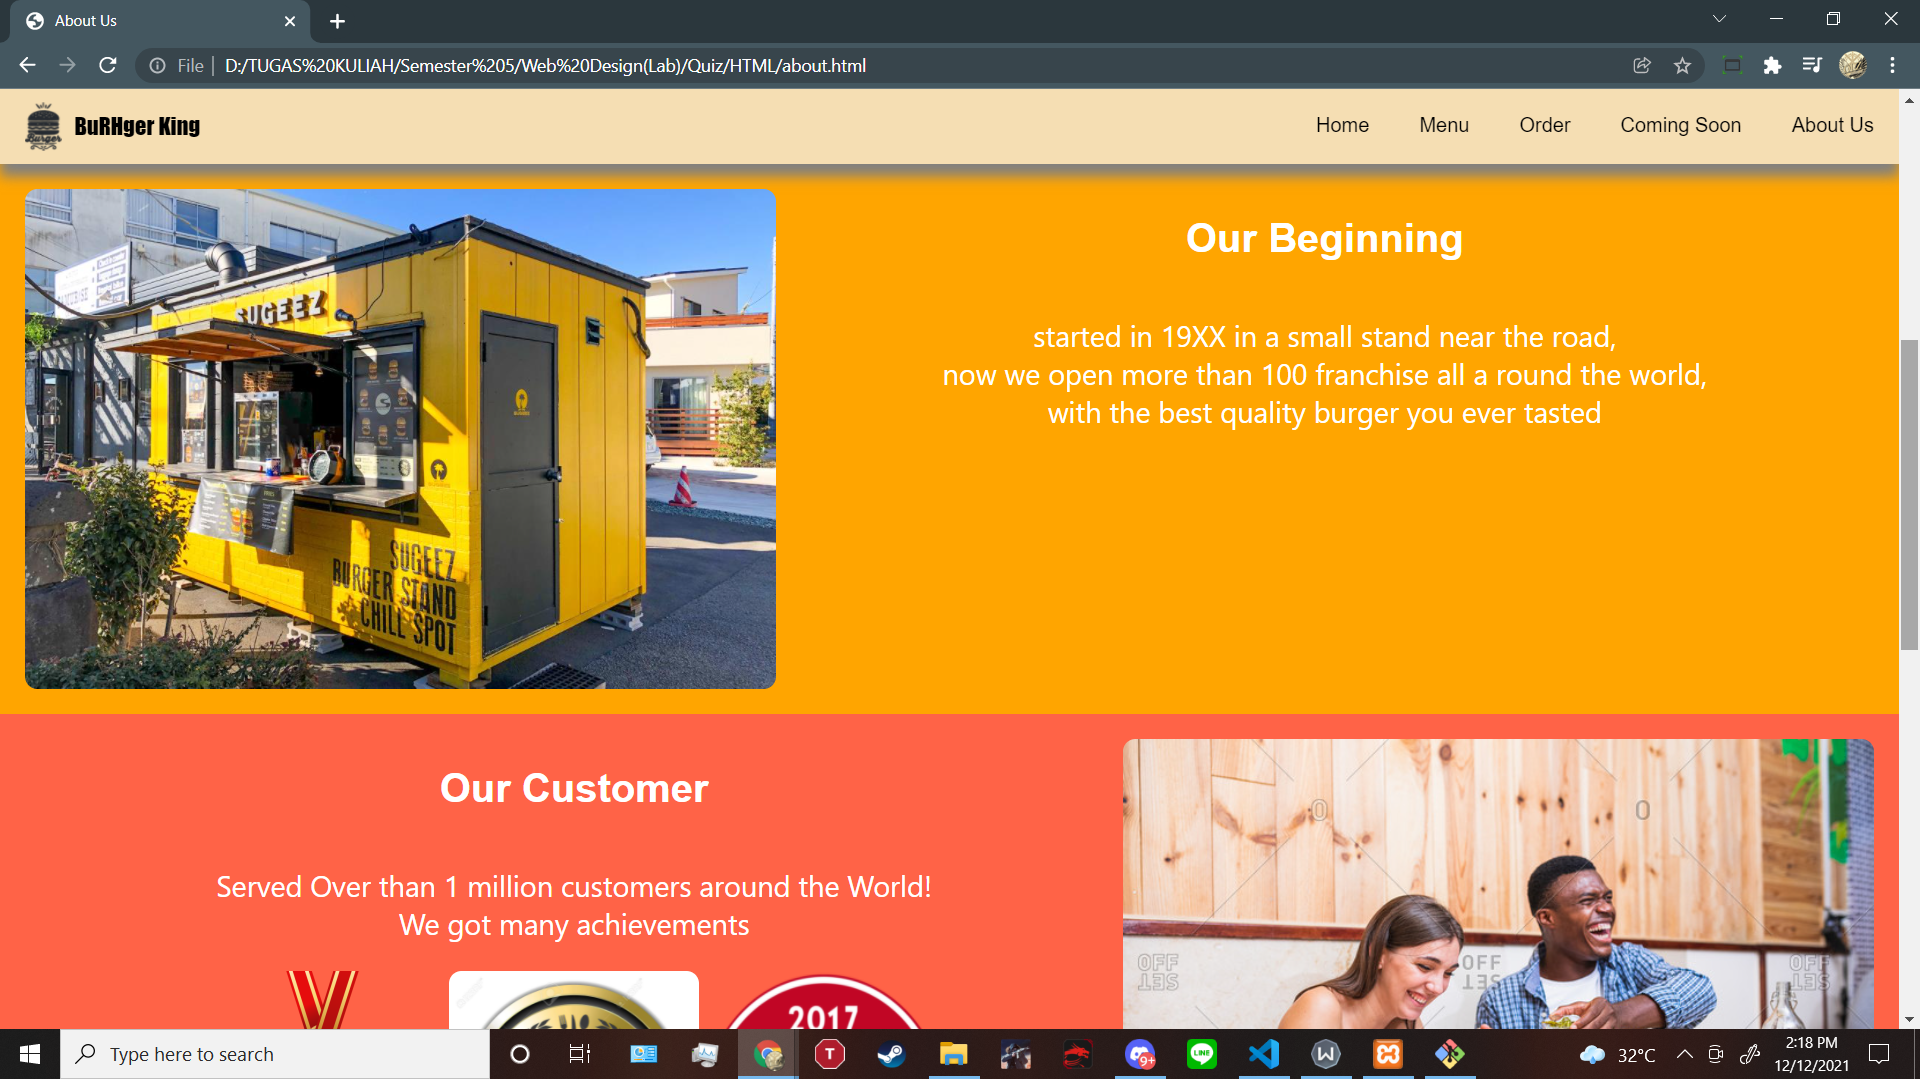 About Us
File
D:/TUGAS%20KULIAH/Semester%205/Web%20Design(Lab)/Quiz/HTML/about.html
Burger
BuRHger King
Home
Menu
Order
Coming Soon
About Us
SUGEEZ
SUGEEZ
BURGER STAND
CHILL SPOT
Our Beginning
started in 19XX in a small stand near the road,
now we open more than 100 franchise all a round the world,
with the best quality burger you ever tasted
Our Customer
Served Over than 1 million customers around the World!
We got many achievements
2017
OFF
SET
OFF
SET
OFF
SET
Type here to search
T
9+
LINE
W
32°C
2:18 PM
12/12/2021